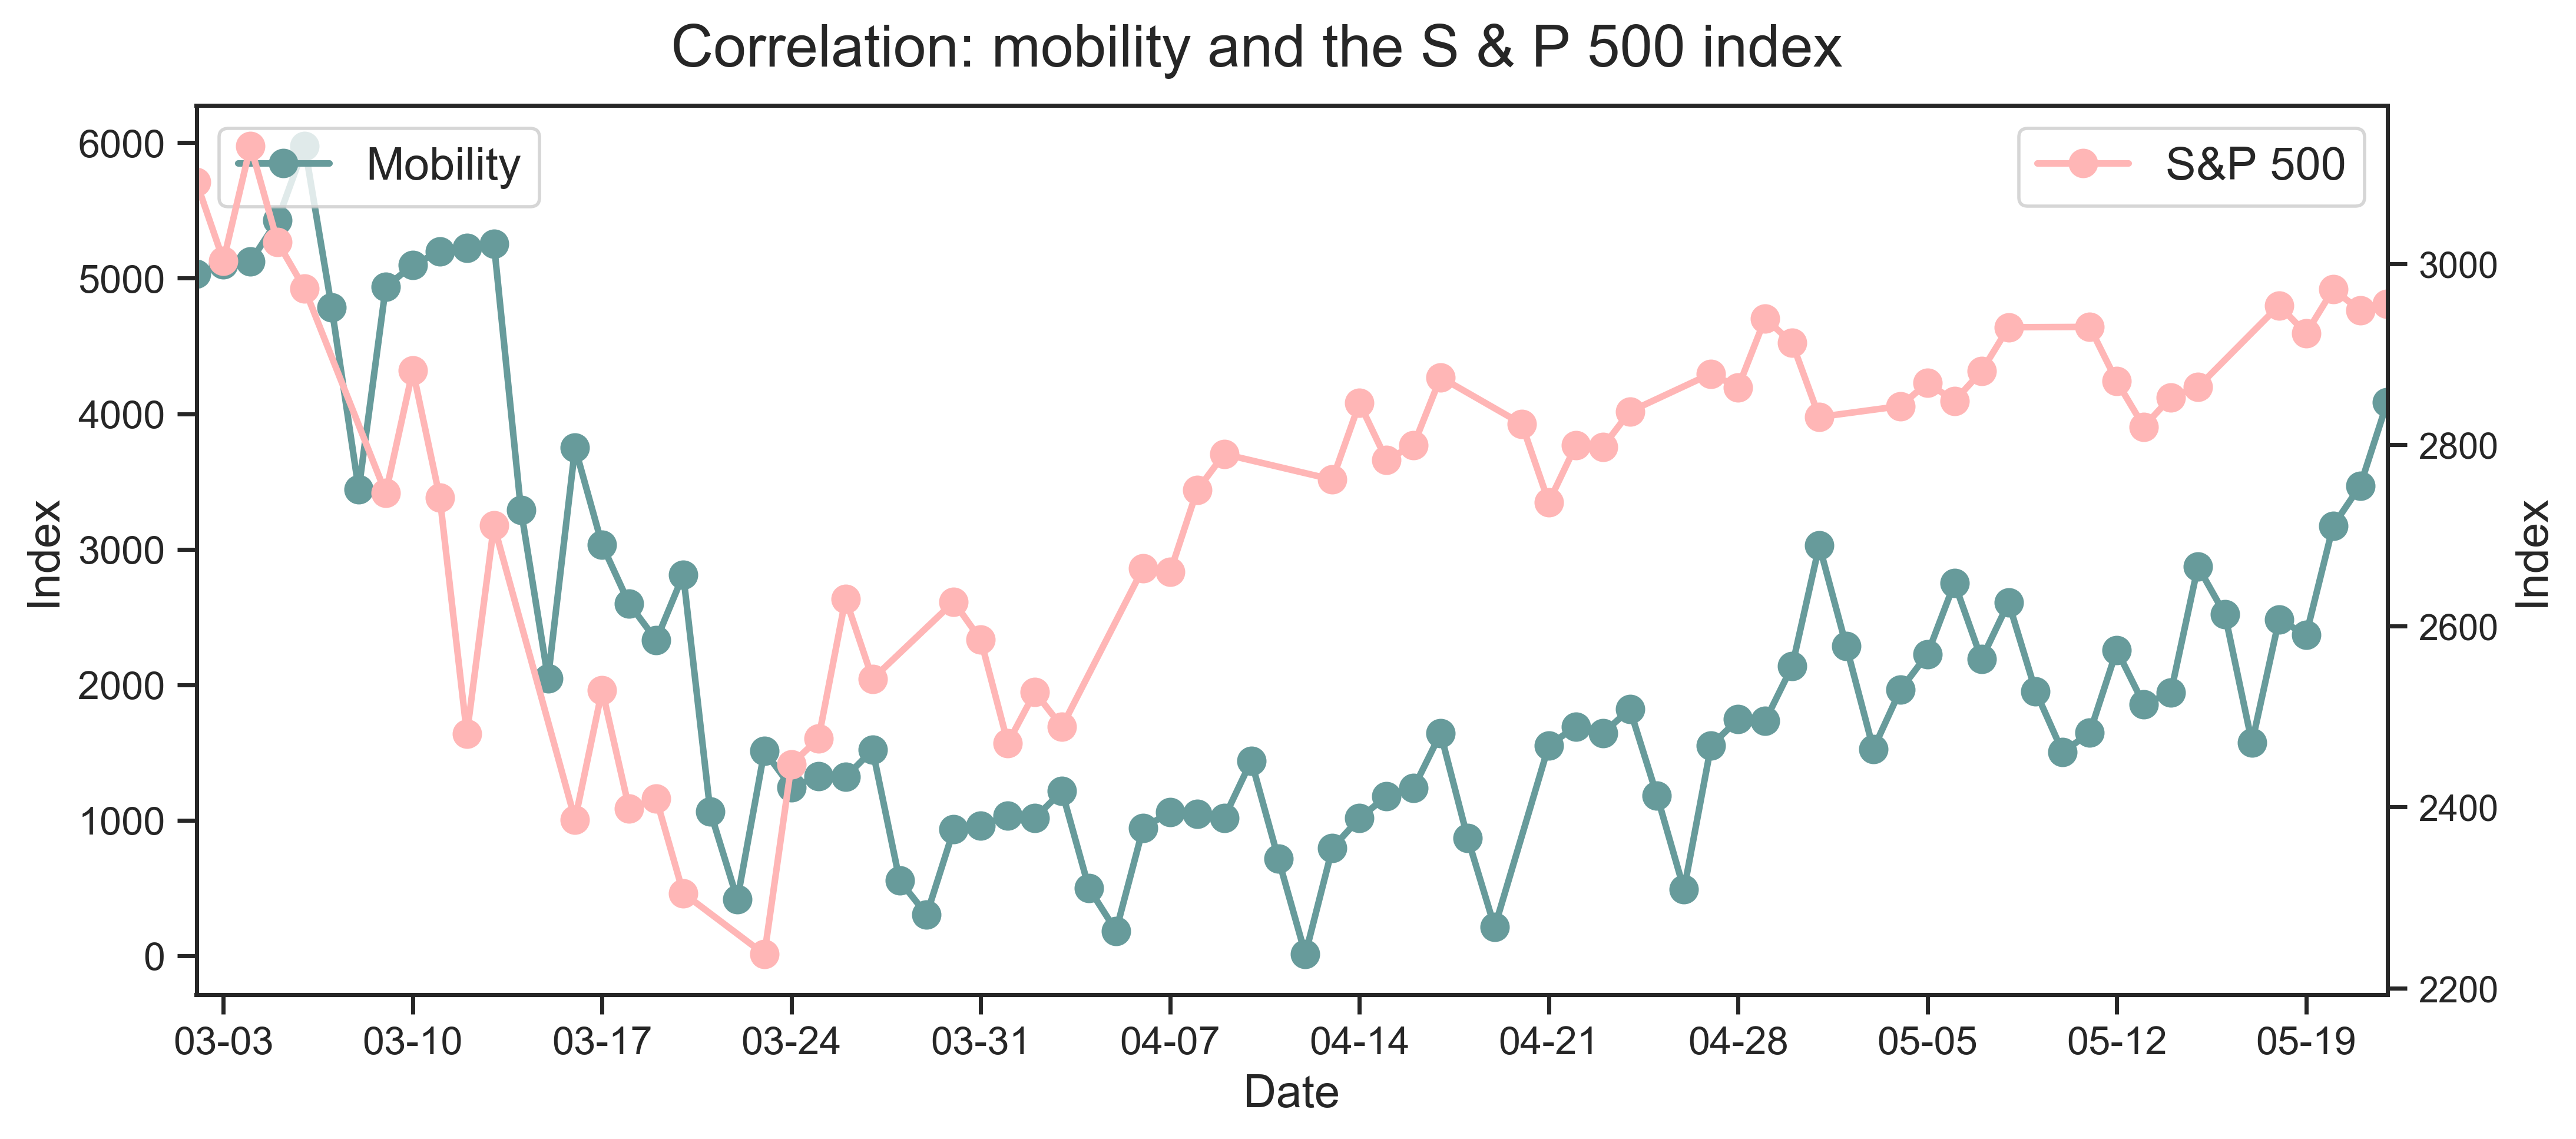 Correlation: mobility and the S & P 500 index
Mobility
S&P 500
6000
5000
4000
3000
2000
1000
0
Index
3000
2800
2600
2400
2200
Index
03-03 03-10 03-17 03-24 03-31 04-07 04-14 04-21 04-28 05-05 05-12 05-19
Date